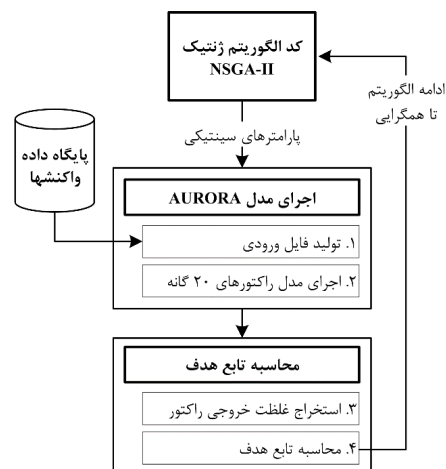 کد الگوریتم ژنتیک
NSGA-II
ادامه الگوریتم
تا همگرایی
پارامترهای سینتیکی
پایگاه داده
واکنشها
اجرای مدل AURORA
۱. تولید فایل ورودی
۲. اجرای مدل راکتورهای ۲۰ گانه
محاسبه تابع هدف
۳. استخراج غلظت خروجی راکتور
۴. محاسبه تابع هدف